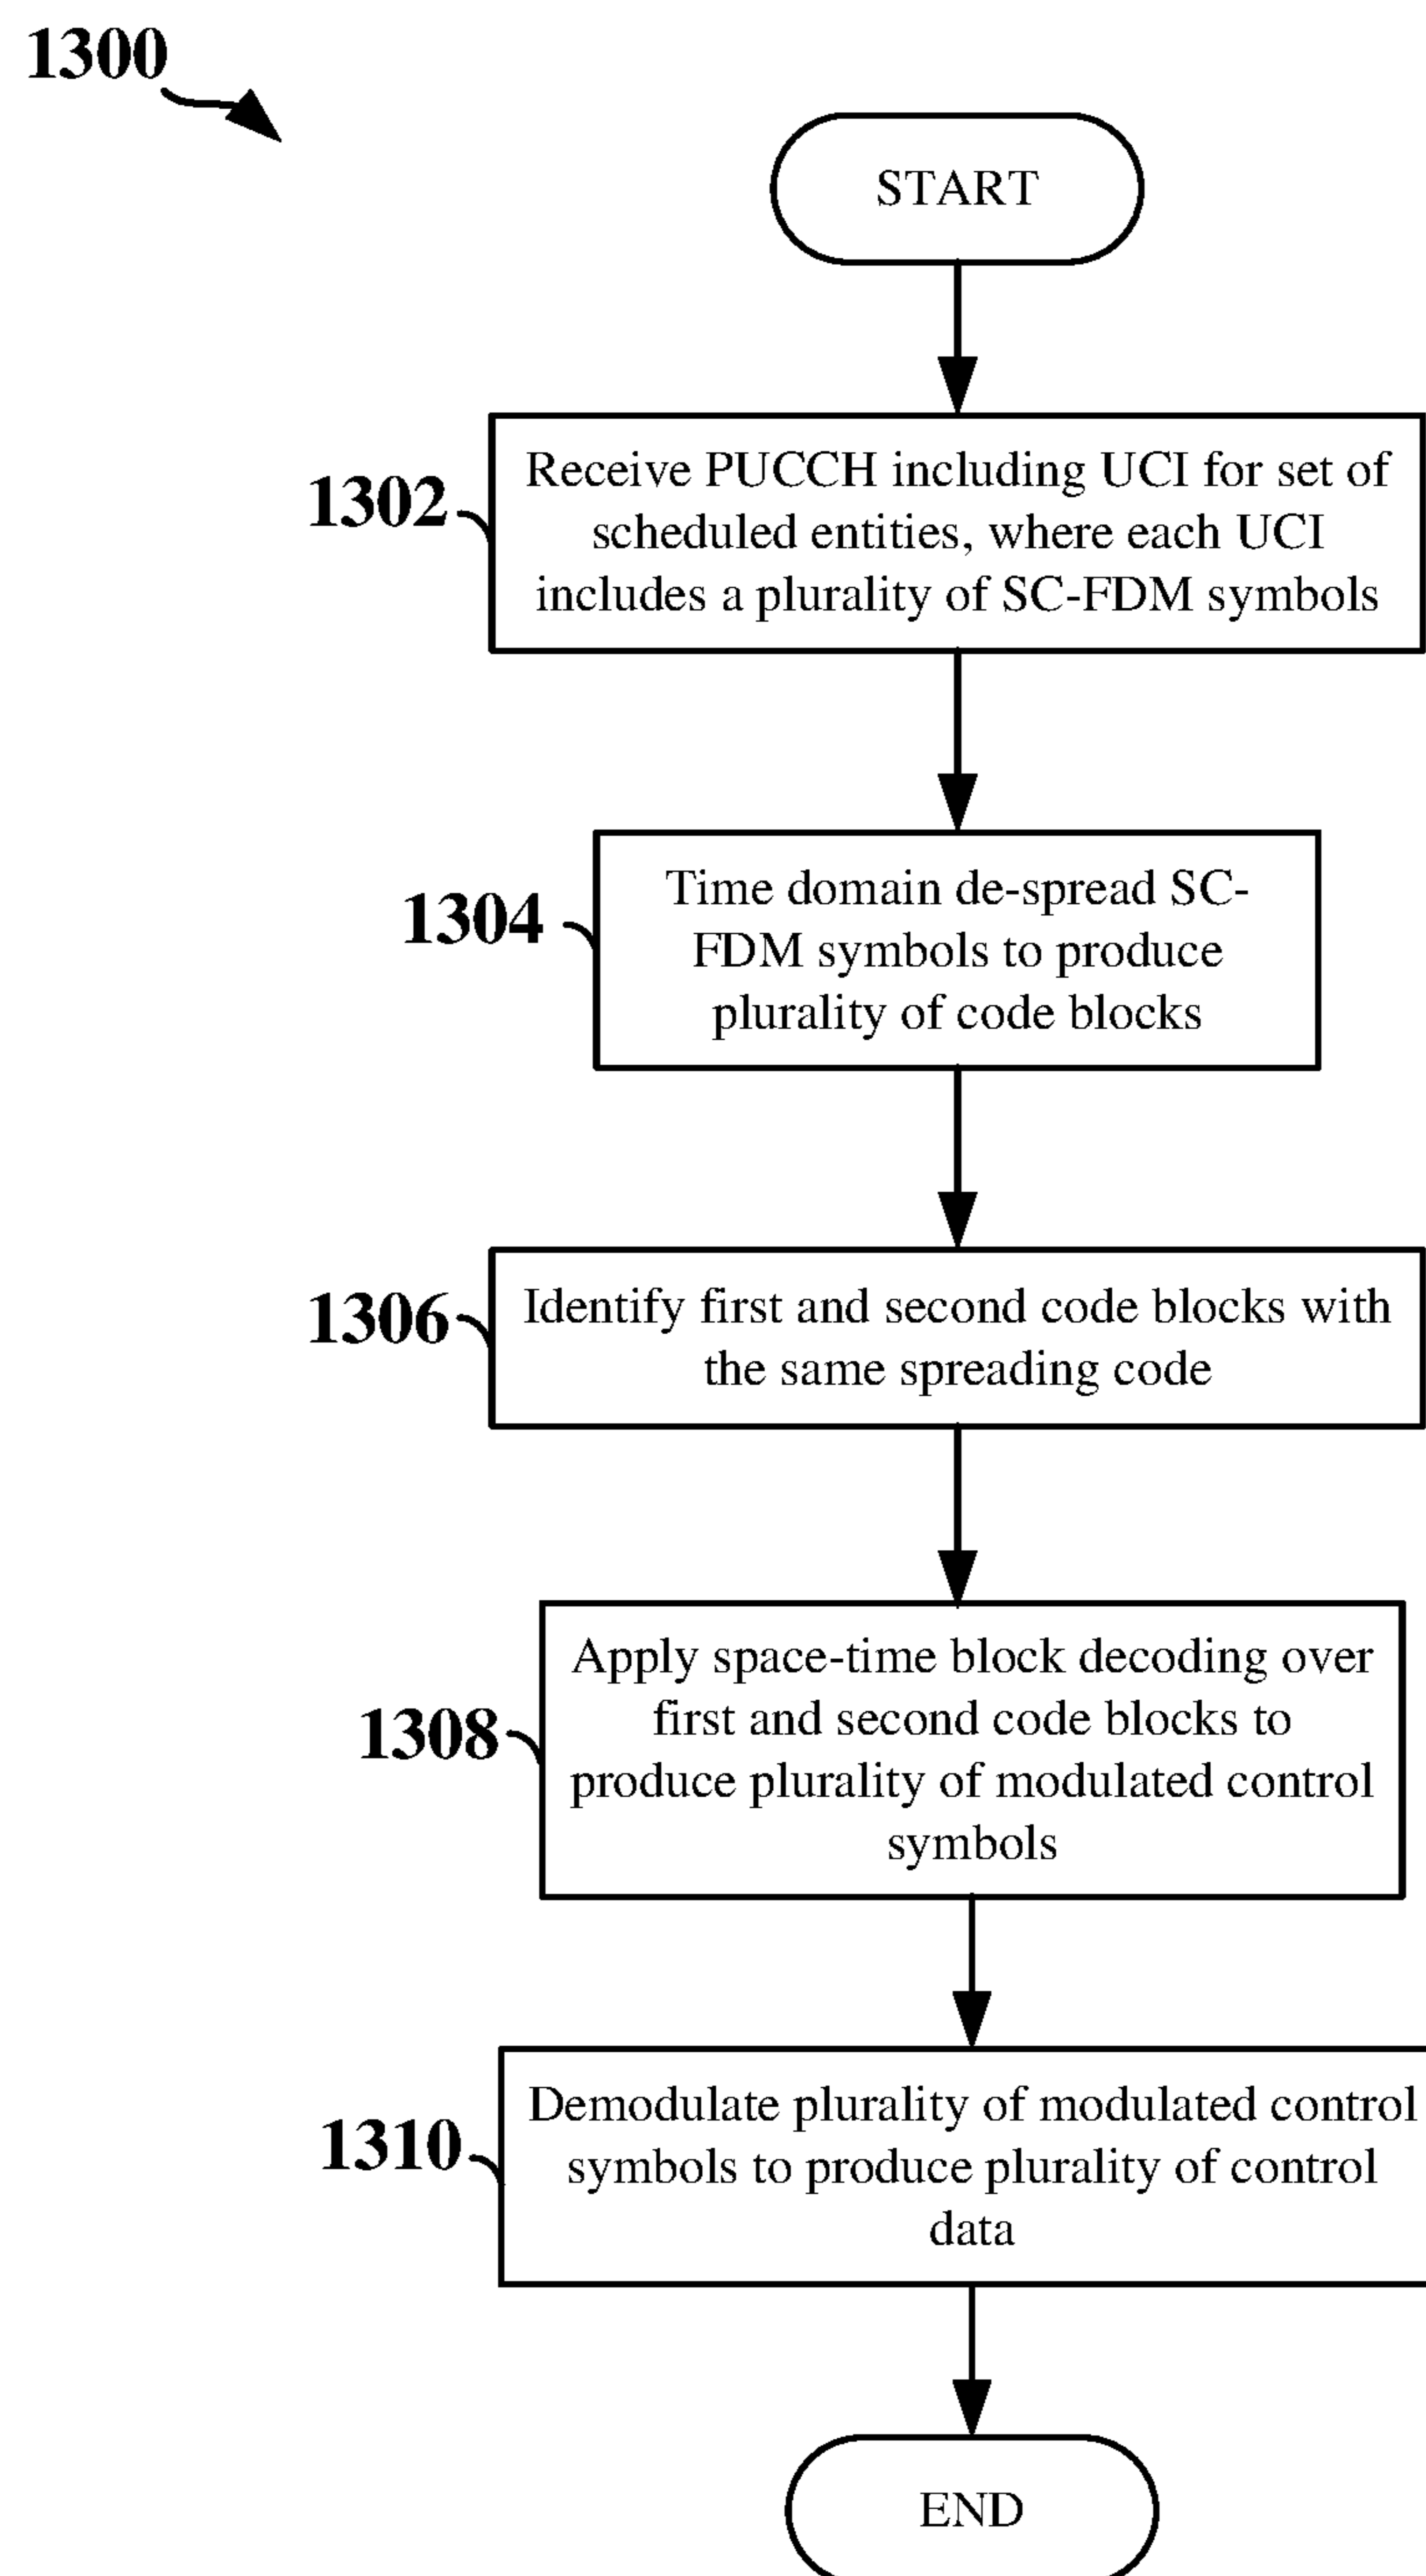 1300
START
1302
Receive PUCCH including UCI for set of
scheduled entities, where each UCI
includes a plurality of SC-FDM symbols
1304
Time domain de-spread SC-
FDM symbols to produce
plurality of code blocks
1306
Identify first and second code blocks with
the same spreading code
1308
Apply space-time block decoding over
first and second code blocks to
produce plurality of modulated control
symbols
1310
Demodulate plurality of modulated control
symbols to produce plurality of control
data
END